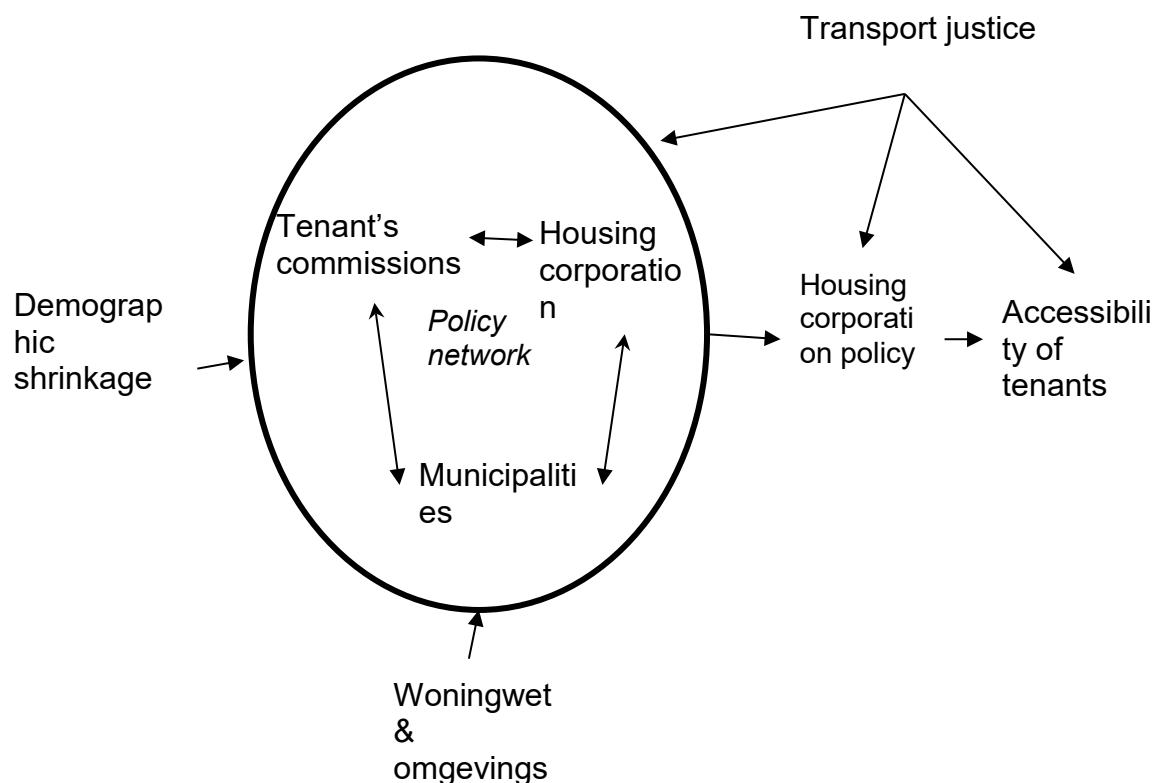 Transport justice
Tenant’s
commissions
Housing
corporatio
n
Policy
network
Municipaliti
es
Demograp
hic
shrinkage
Housing
corporati
on policy
Accessibili
ty of
tenants
Woningwet
&
omgevings